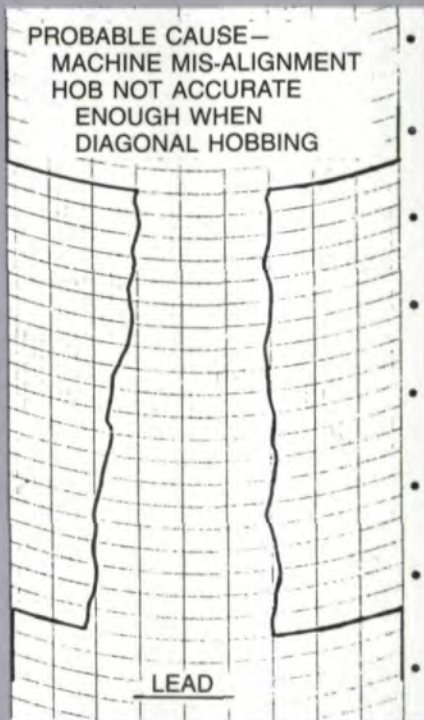 PROBABLE CAUSE—
MACHINE MIS-ALIGNMENT
HOB NOT ACCURATE
ENOUGH WHEN
DIAGONAL HOBBING
LEAD